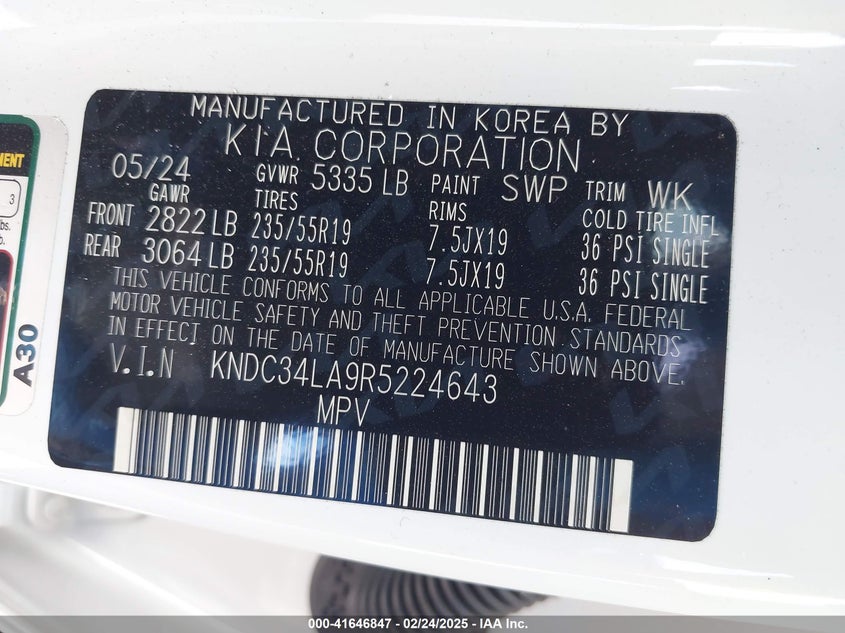 MANUFACTURED IN KOREA BY
KIA CORPORATION
05/24 GVWR 5335 LB PAINT SWP TRIM WK
GAWR TIRES RIMS COLD TIRE INFL
FRONT 2822 LB 235/55R19 7.5JX19 36 PSI SINGLE
REAR 3064 LB 235/55R19 7.5JX19 36 PSI SINGLE
THIS VEHICLE CONFORMS TO ALL APPLICABLE U.S.A. FEDERAL
MOTOR VEHICLE SAFETY AND THEFT PREVENTION STANDARDS
IN EFFECT ON THE DATE OF MANUFACTURE SHOWN ABOVE.
V.I.N KNDC34LA9R5224643
MPV
3
A30
000-41646847 - 02/24/2025 - IAA Inc.